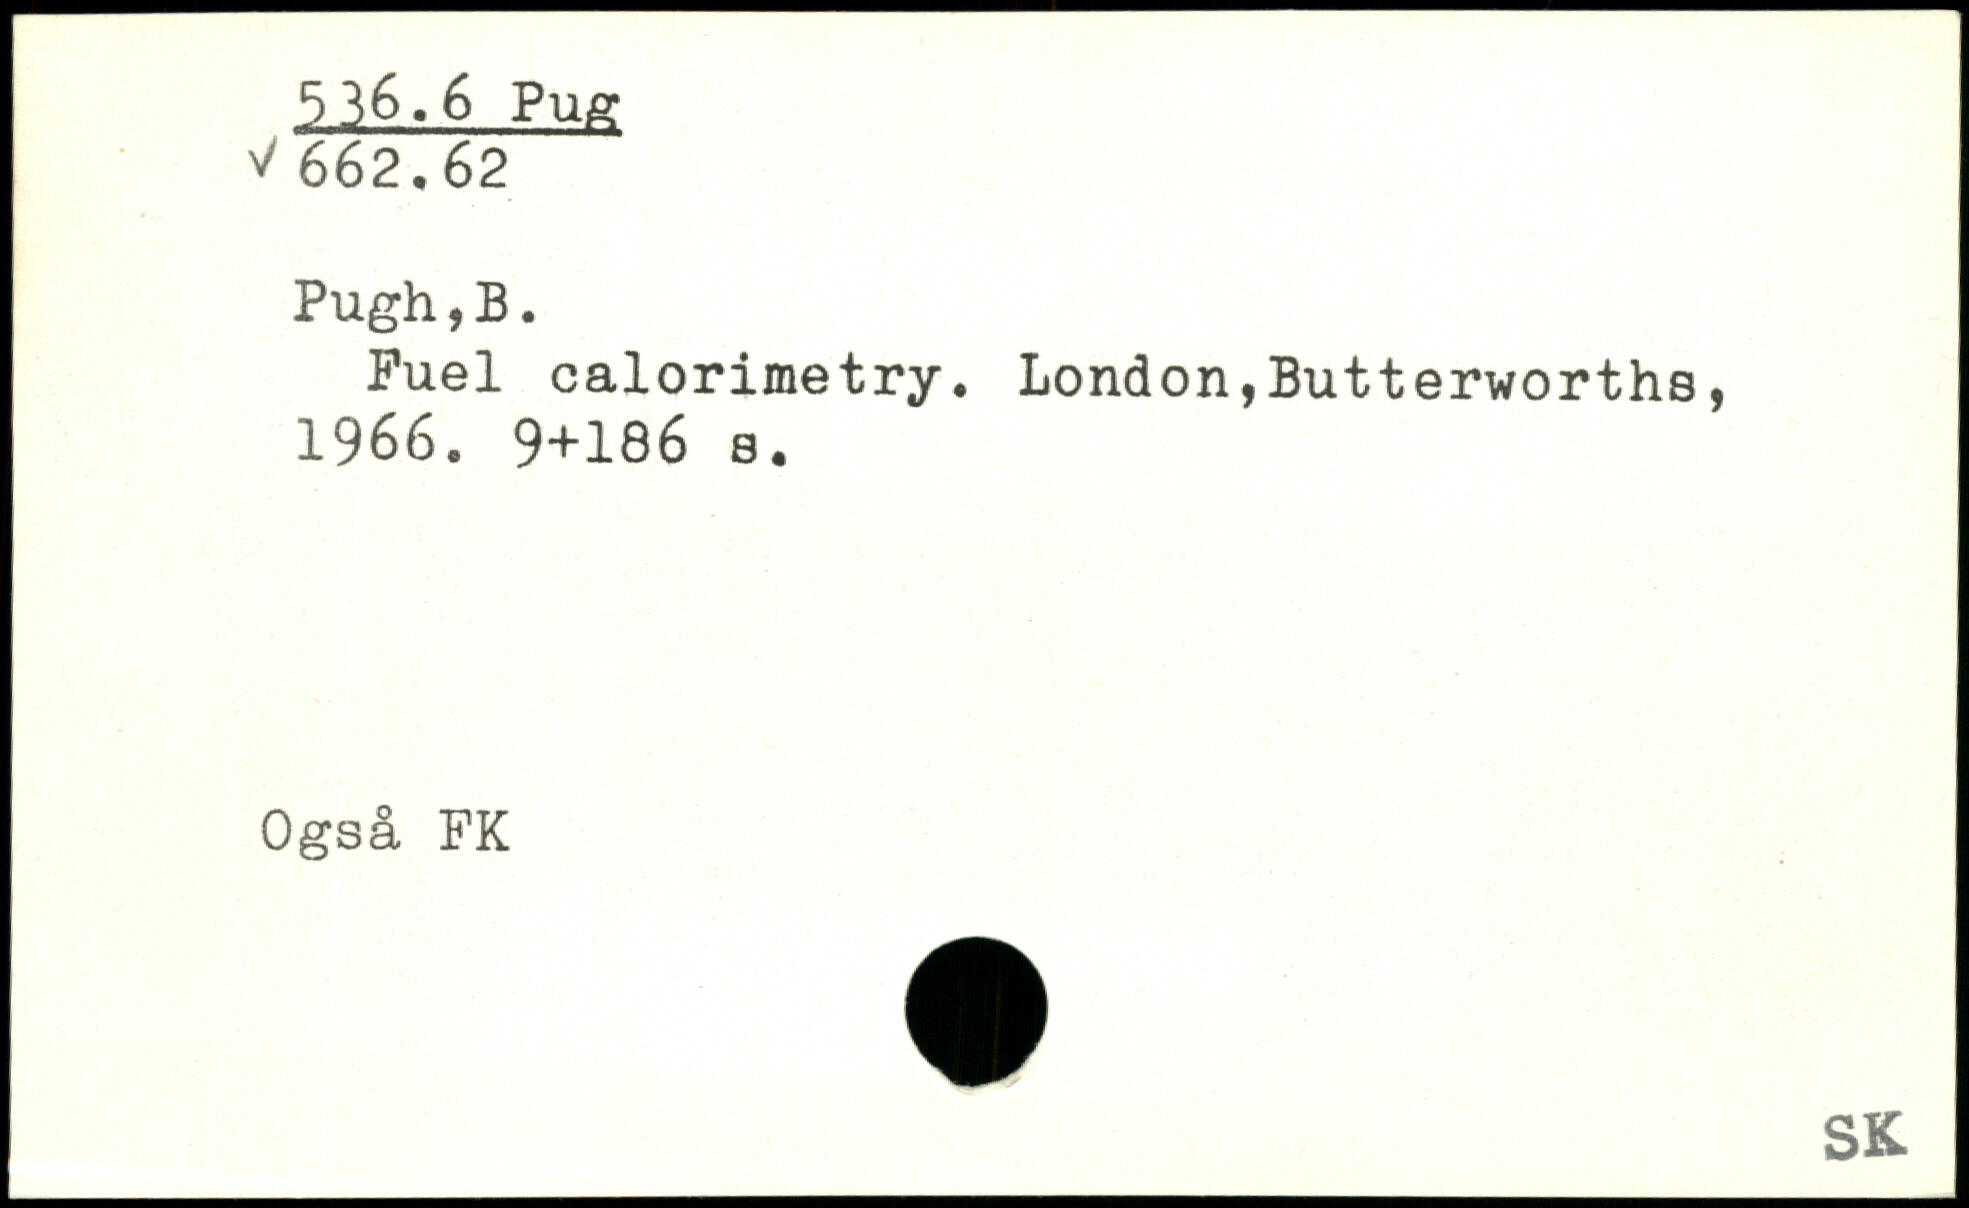 536.6 Pug
√ 662.62
Pugh,B.
Fuel calorimetry. London,Butterworths,
1966. 9+186 s.
Også FK
SK